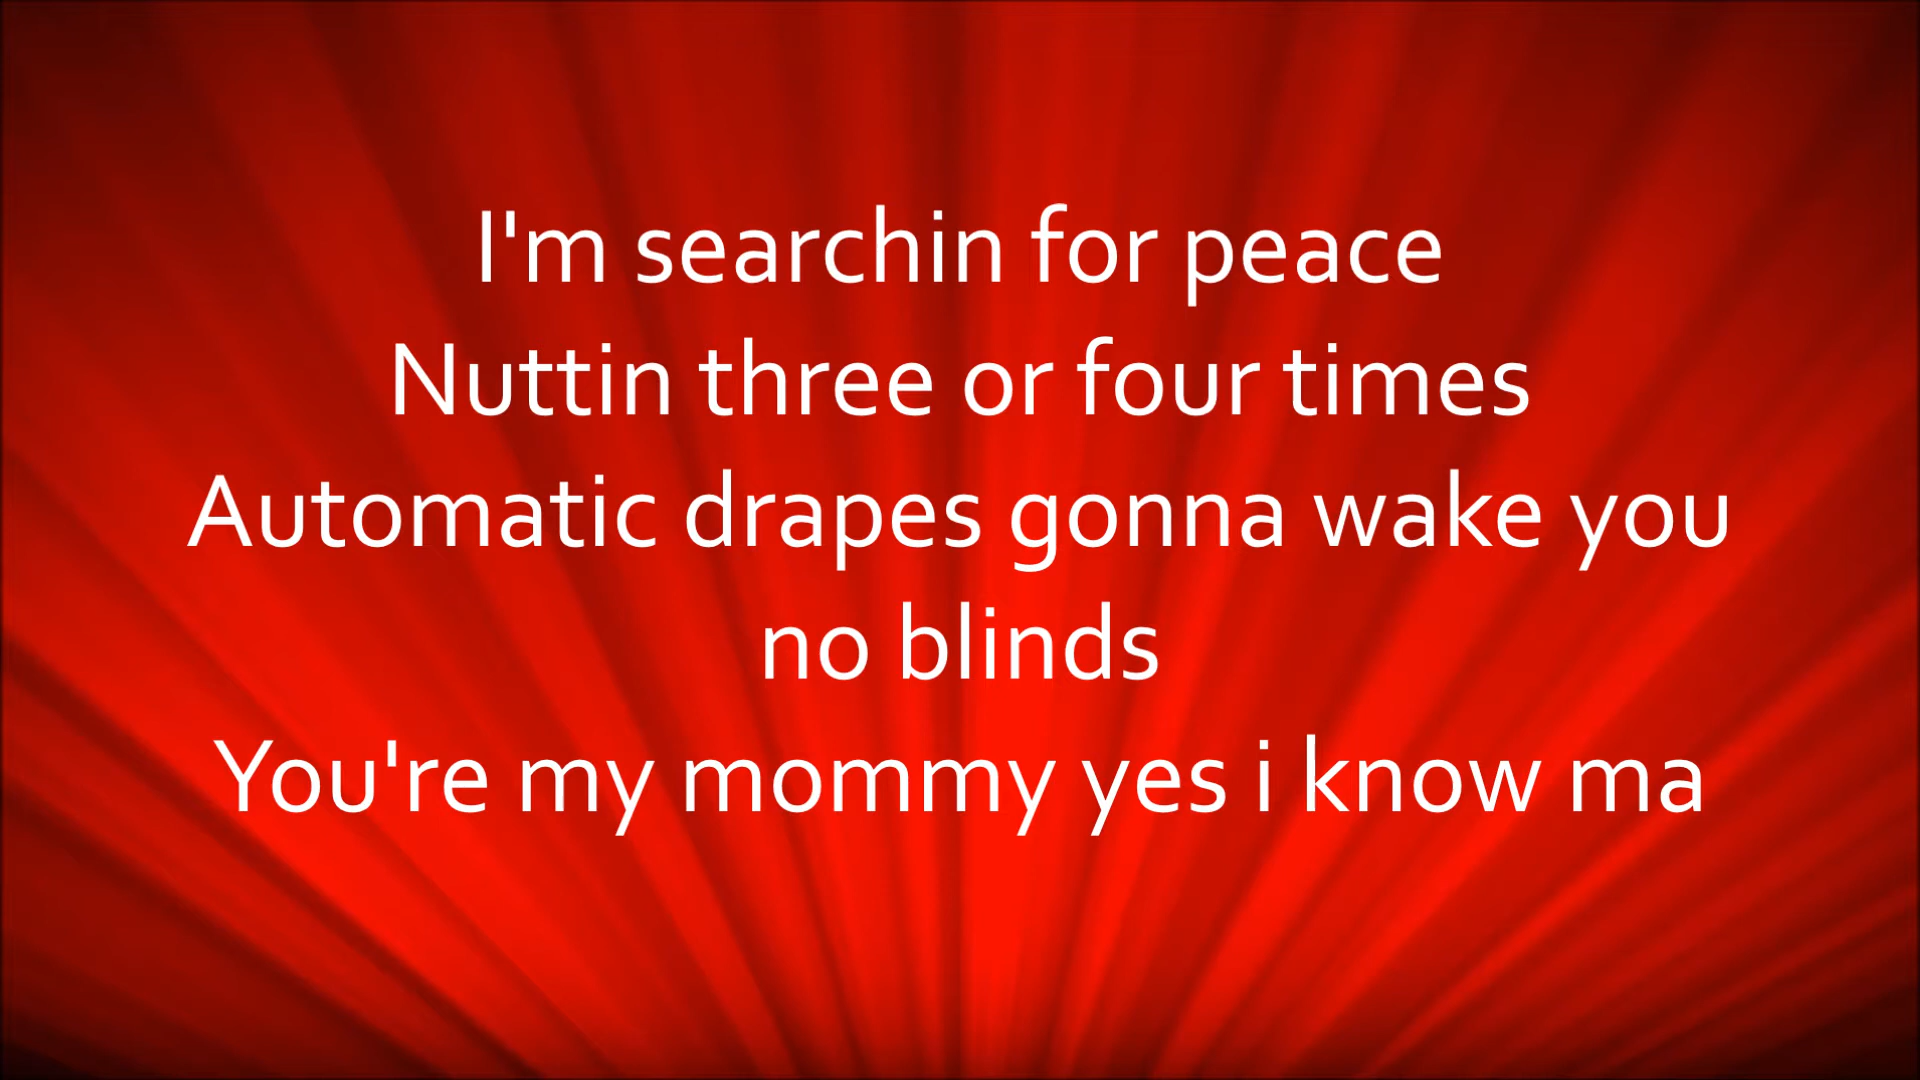 I'm searchin for peace
Nuttin three or four times
Automatic drapes gonna wake you
no blinds
You're my mommy yes i know ma